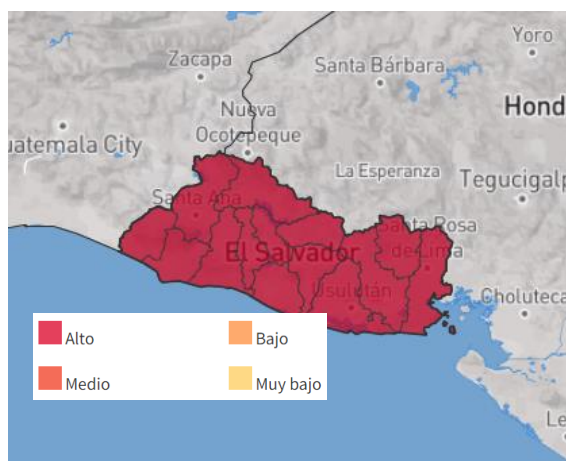 Yoro
Zacapa
Santa Bárbara
Nueva
Ocotepeque
Hond
uatemala City
La Esperanza
Tegucigalp
Santa Ana
Santa Rosa
de Lima
El Salvador
Usulután
Choluteca
Alto
Bajo
Medio
Muy bajo
Le